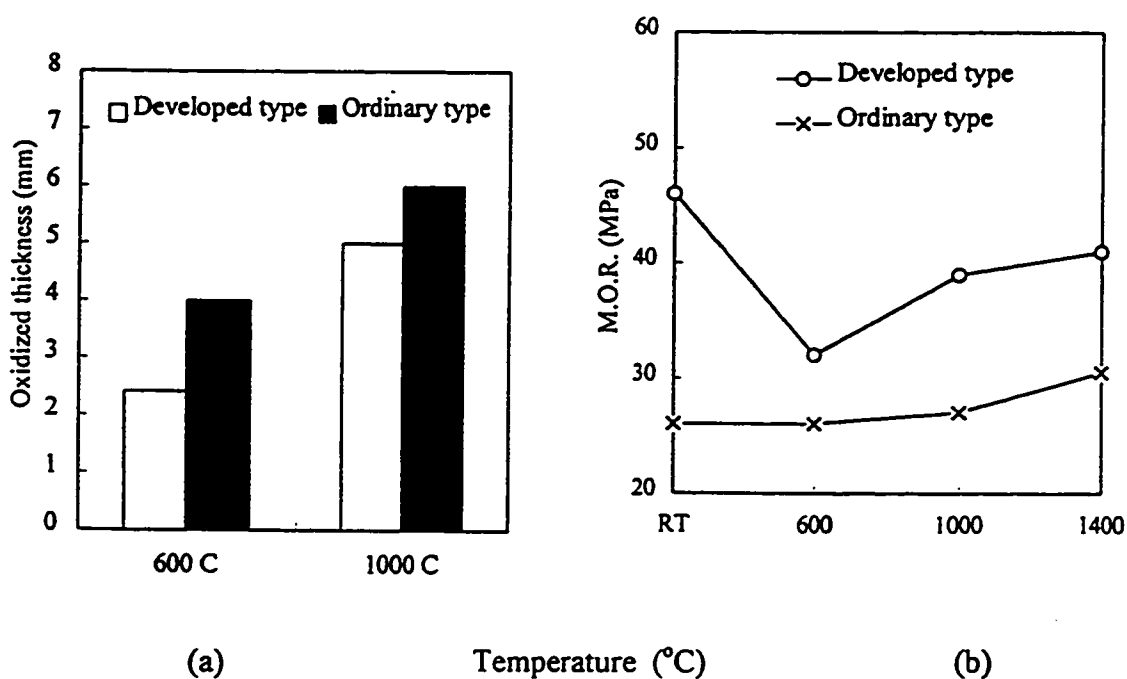 8
7
6
5
4
3
2
1
0
Oxidized thickness (mm)
Developed type Ordinary type
600 C 1000 C
60
50
40
30
20
M.O.R. (MPa)
Developed type
Ordinary type
RT 600 1000 1400
(a) Temperature (°C) (b)